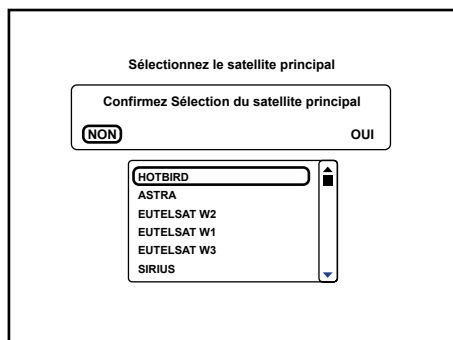 Sélectionnez le satellite principal
Confirmez Sélection du satellite principal
NON OUI
HOTBIRD
ASTRA
EUTELSAT W2
EUTELSAT W1
EUTELSAT W3
SIRIUS